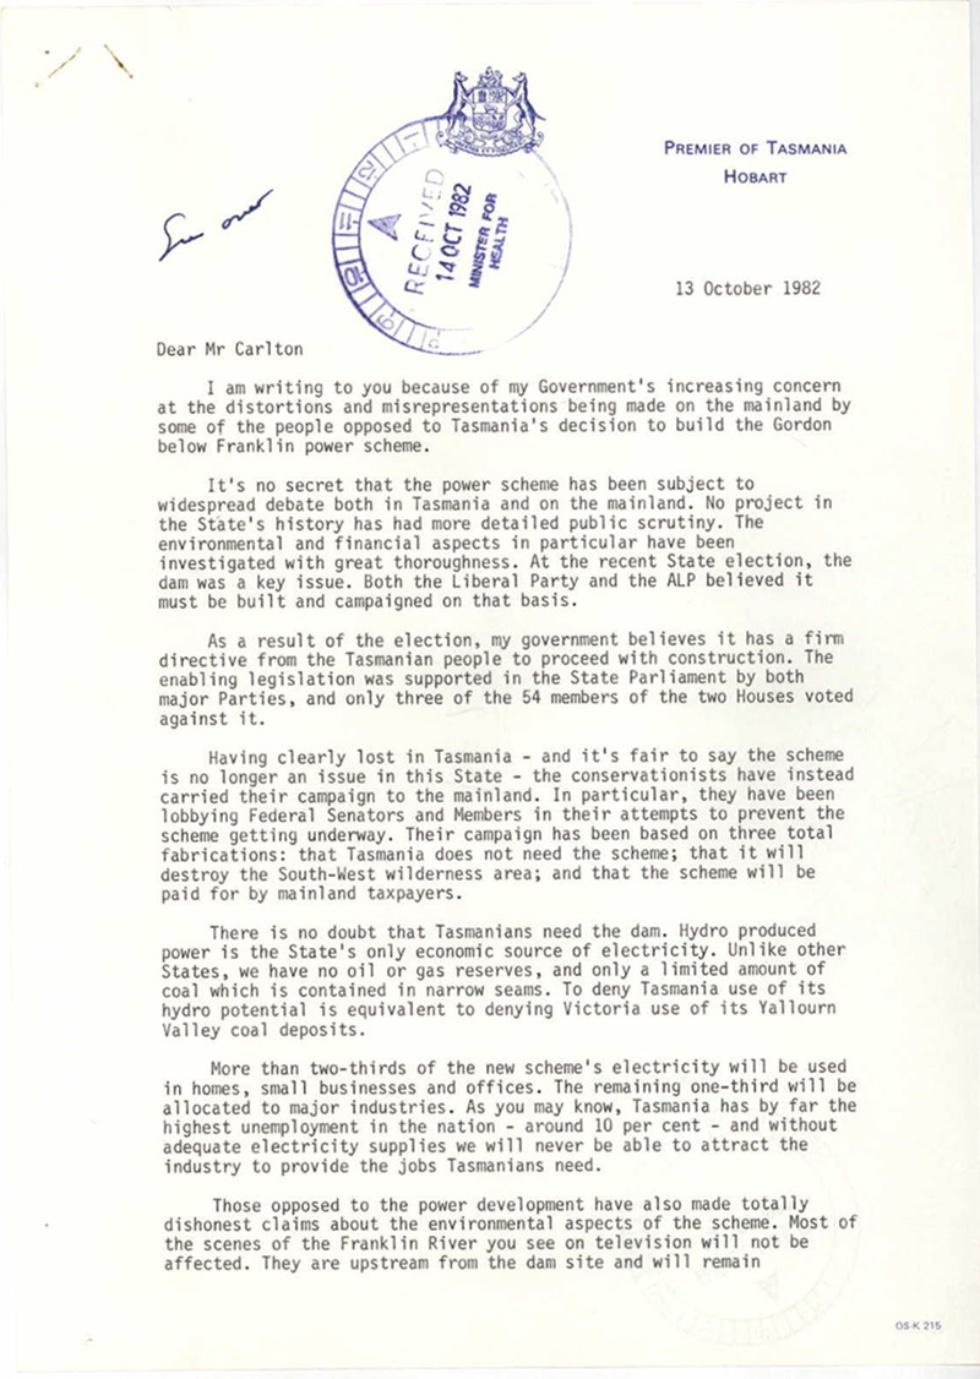 PREMIER OF TASMANIA
HOBART
See over
RECEIVED
14 OCT 1982
MINISTER FOR
HEALTH
13 October 1982
Dear Mr Carlton
I am writing to you because of my Government's increasing concern
at the distortions and misrepresentations being made on the mainland by
some of the people opposed to Tasmania's decision to build the Gordon
below Franklin power scheme.
It's no secret that the power scheme has been subject to
widespread debate both in Tasmania and on the mainland. No project in
the State's history has had more detailed public scrutiny. The
environmental and financial aspects in particular have been
investigated with great thoroughness. At the recent State election, the
dam was a key issue. Both the Liberal Party and the ALP believed it
must be built and campaigned on that basis.
As a result of the election, my government believes it has a firm
directive from the Tasmanian people to proceed with construction. The
enabling legislation was supported in the State Parliament by both
major Parties, and only three of the 54 members of the two Houses voted
against it.
Having clearly lost in Tasmania - and it's fair to say the scheme
is no longer an issue in this State - the conservationists have instead
carried their campaign to the mainland. In particular, they have been
lobbying Federal Senators and Members in their attempts to prevent the
scheme getting underway. Their campaign has been based on three total
fabrications: that Tasmania does not need the scheme; that it will
destroy the South-West wilderness area; and that the scheme will be
paid for by mainland taxpayers.
There is no doubt that Tasmanians need the dam. Hydro produced
power is the State's only economic source of electricity. Unlike other
States, we have no oil or gas reserves, and only a limited amount of
coal which is contained in narrow seams. To deny Tasmania use of its
hydro potential is equivalent to denying Victoria use of its Yallourn
Valley coal deposits.
More than two-thirds of the new scheme's electricity will be used
in homes, small businesses and offices. The remaining one-third will be
allocated to major industries. As you may know, Tasmania has by far the
highest unemployment in the nation - around 10 per cent - and without
adequate electricity supplies we will never be able to attract the
industry to provide the jobs Tasmanians need.
Those opposed to the power development have also made totally
dishonest claims about the environmental aspects of the scheme. Most of
the scenes of the Franklin River you see on television will not be
affected. They are upstream from the dam site and will remain
OS-K 215